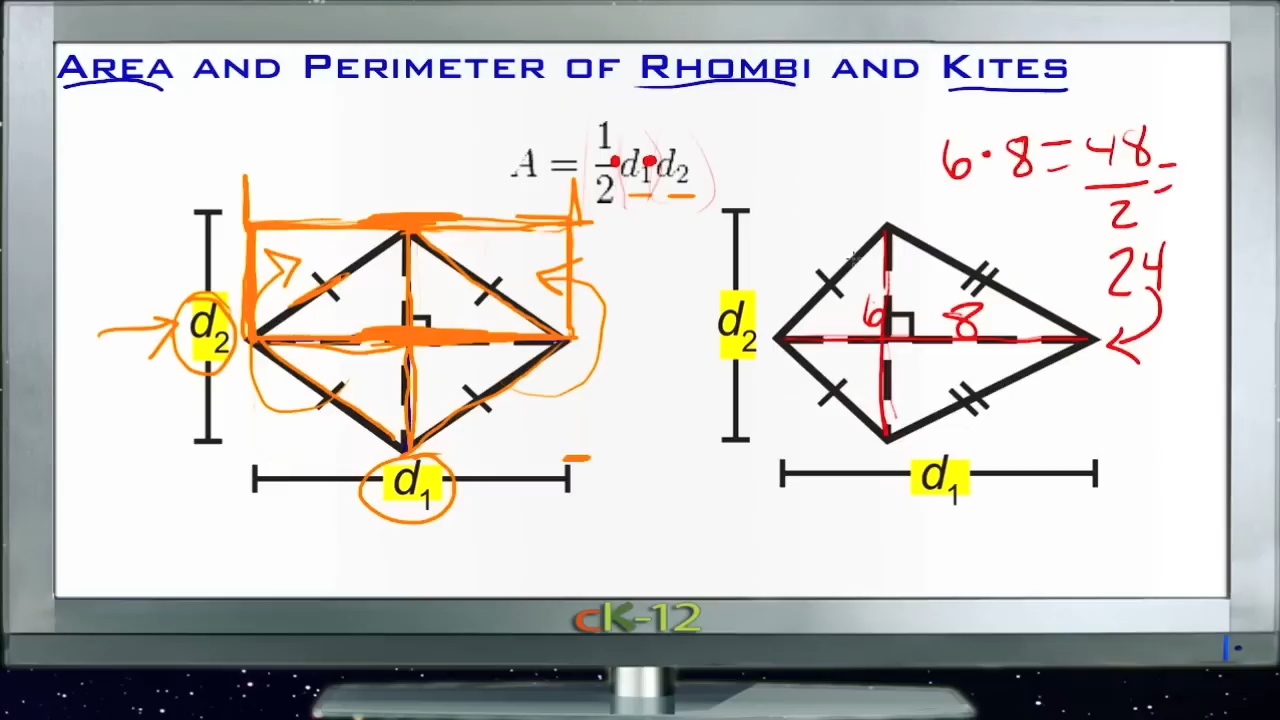 AREA AND PERIMETER OF RHOMBI AND KITES
A = 1/2 d₁d₂
6 · 8 = 48 =
2
24
d₂
d₁
d₂
6
8
d₁
cK-12